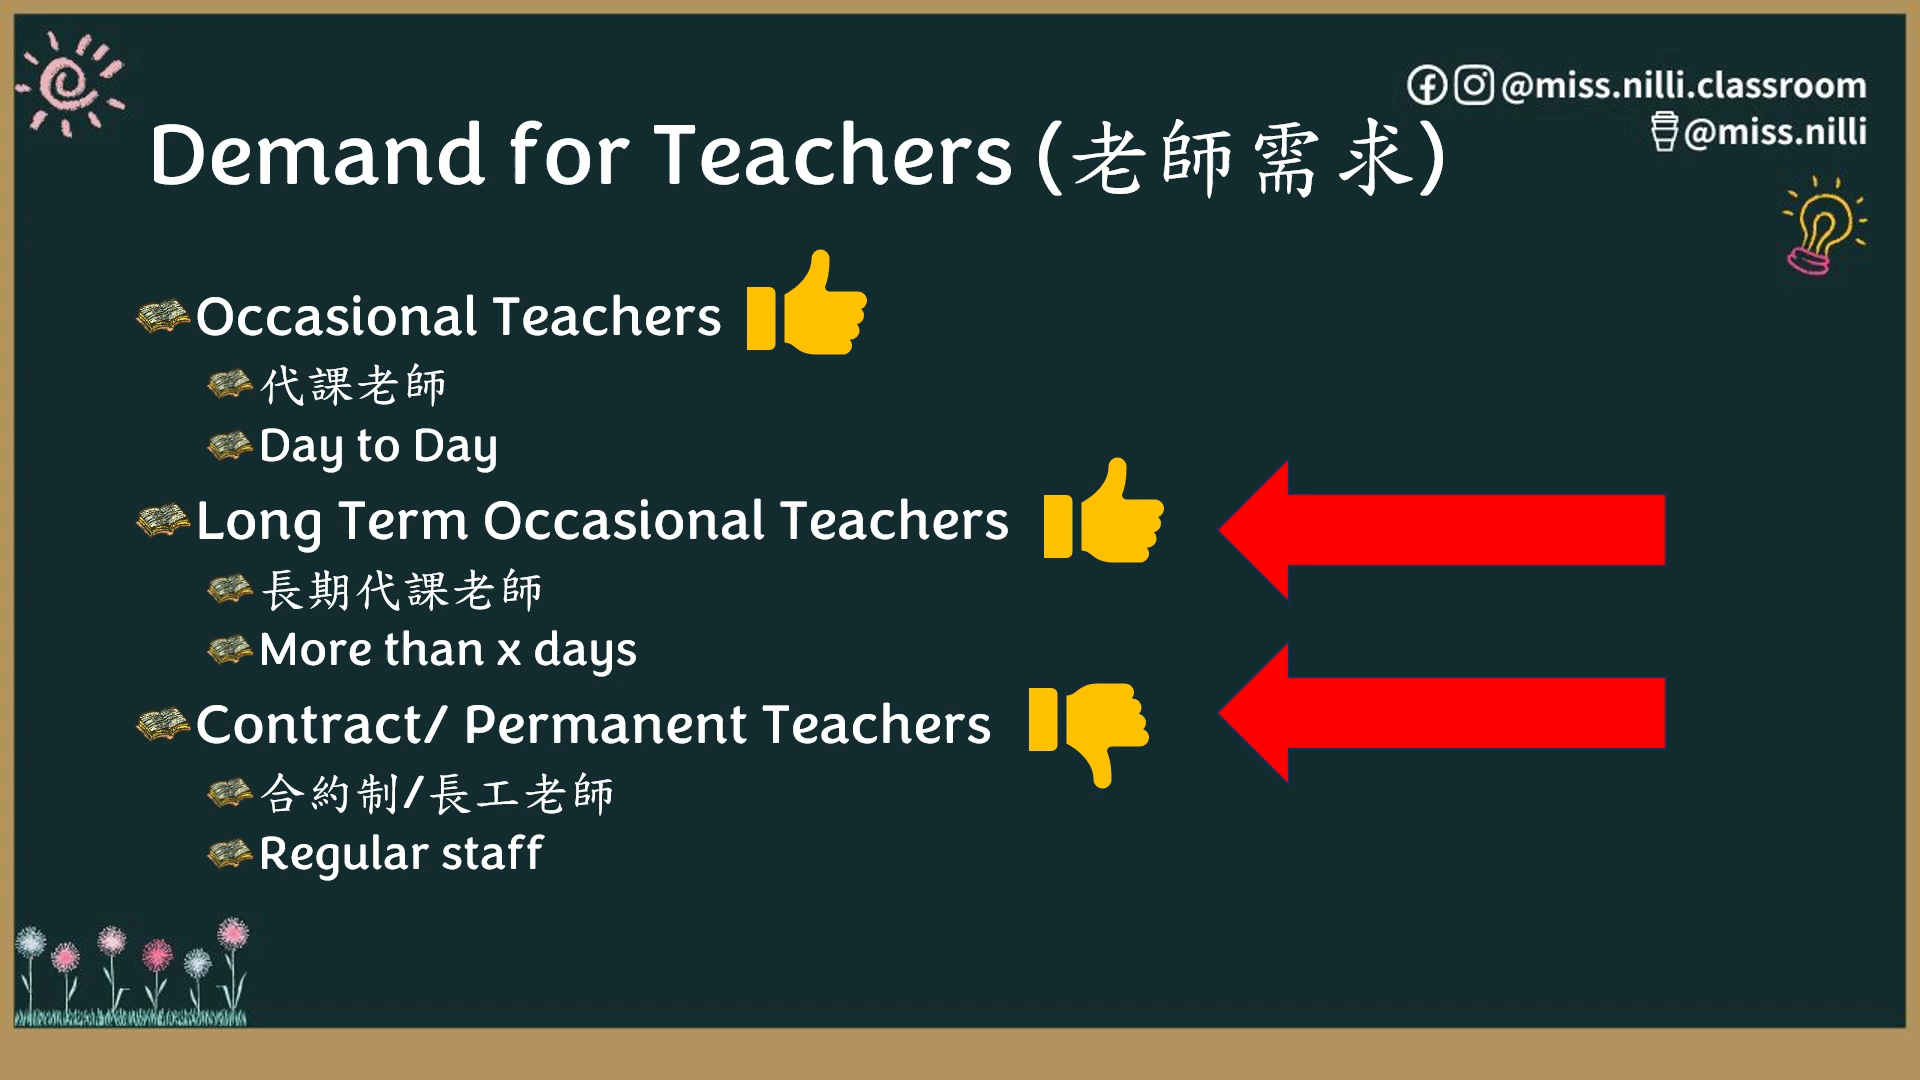 @miss.nilli.classroom
@miss.nilli
Demand for Teachers (老師需求)
Occasional Teachers
代課老師
Day to Day
Long Term Occasional Teachers
長期代課老師
More than x days
Contract/ Permanent Teachers
合約制/長工老師
Regular staff